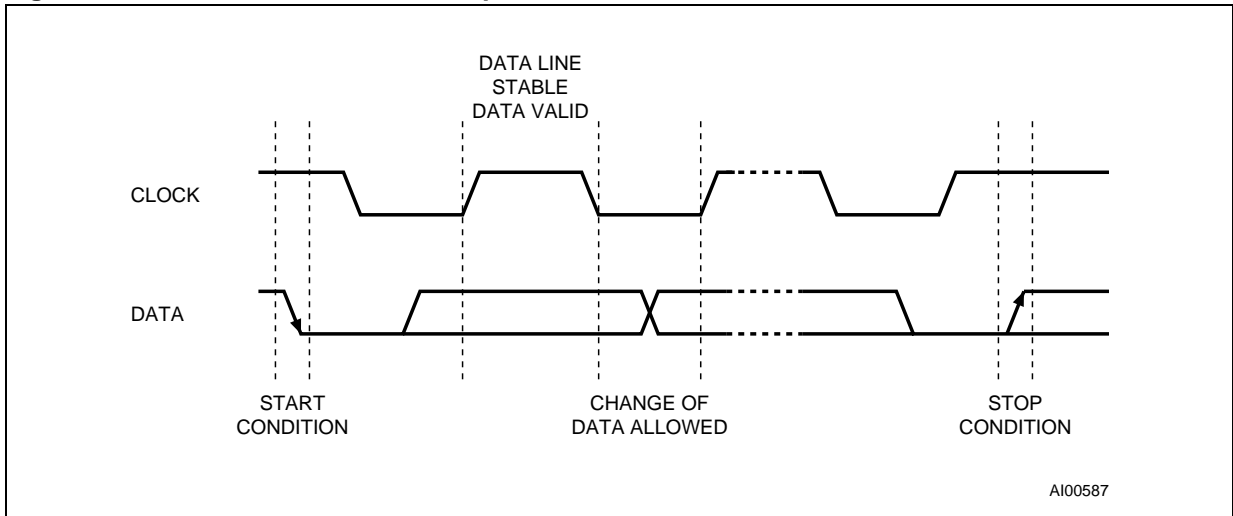 DATA LINE
STABLE
DATA VALID
CLOCK
DATA
START
CONDITION
CHANGE OF
DATA ALLOWED
STOP
CONDITION
AI00587